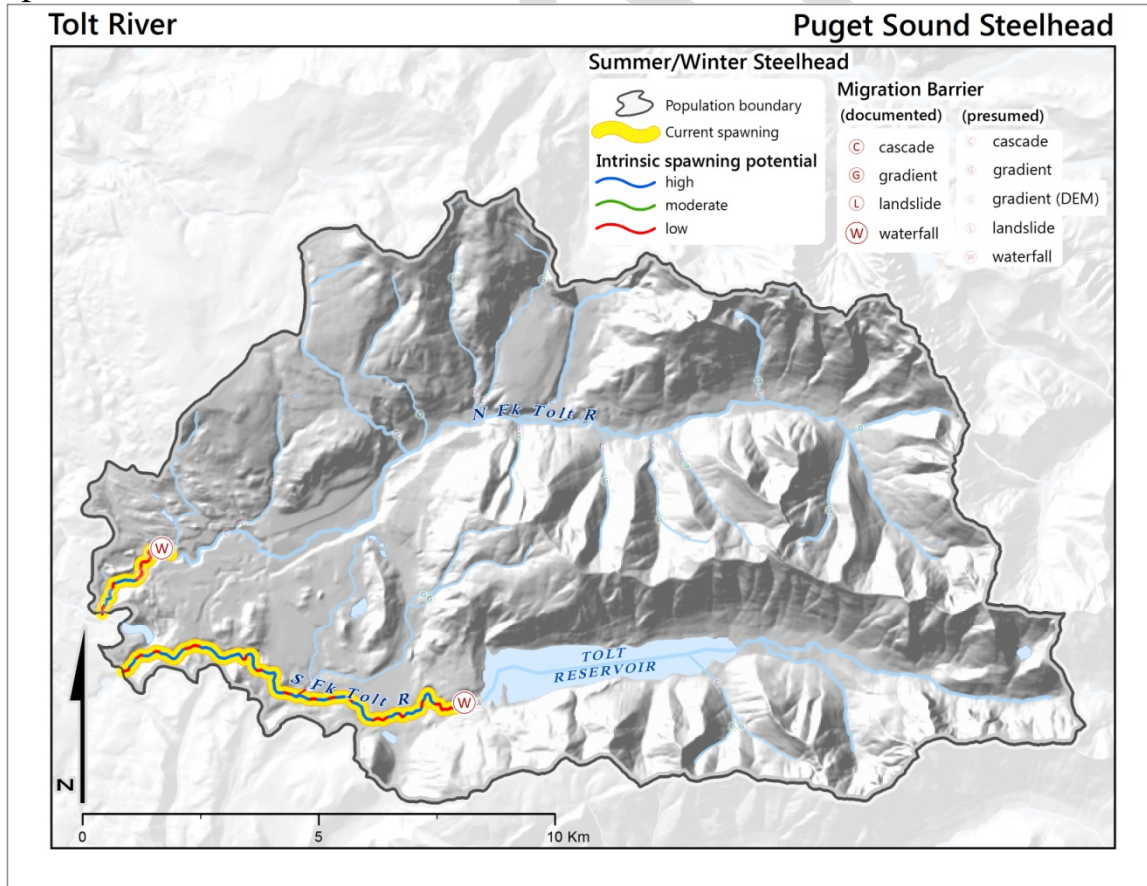 Tolt River
Puget Sound Steelhead
Summer/Winter Steelhead
Population boundary
Current spawning
Intrinsic spawning potential
high
moderate
low
Migration Barrier
(documented)
C cascade
G gradient
L landslide
W waterfall
(presumed)
C cascade
G gradient
G gradient (DEM)
L landslide
W waterfall
N Fk Tolt R
W
TOLT
RESERVOIR
S Fk Tolt R
W
N
0 5 10 Km